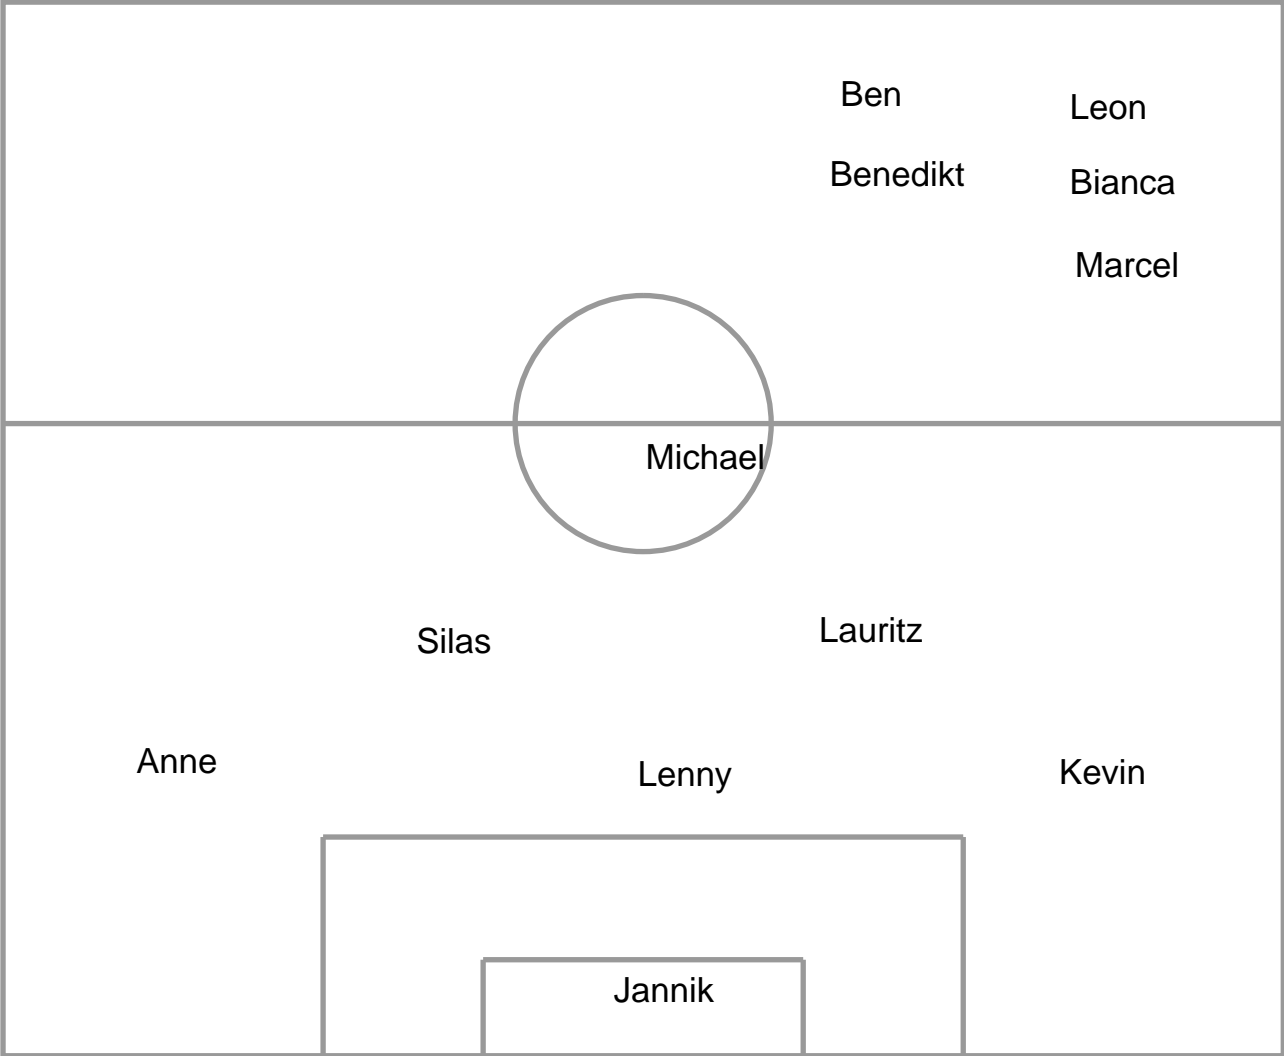 Ben
Leon
Benedikt
Bianca
Marcel
Michael
Silas
Lauritz
Anne
Lenny
Kevin
Jannik